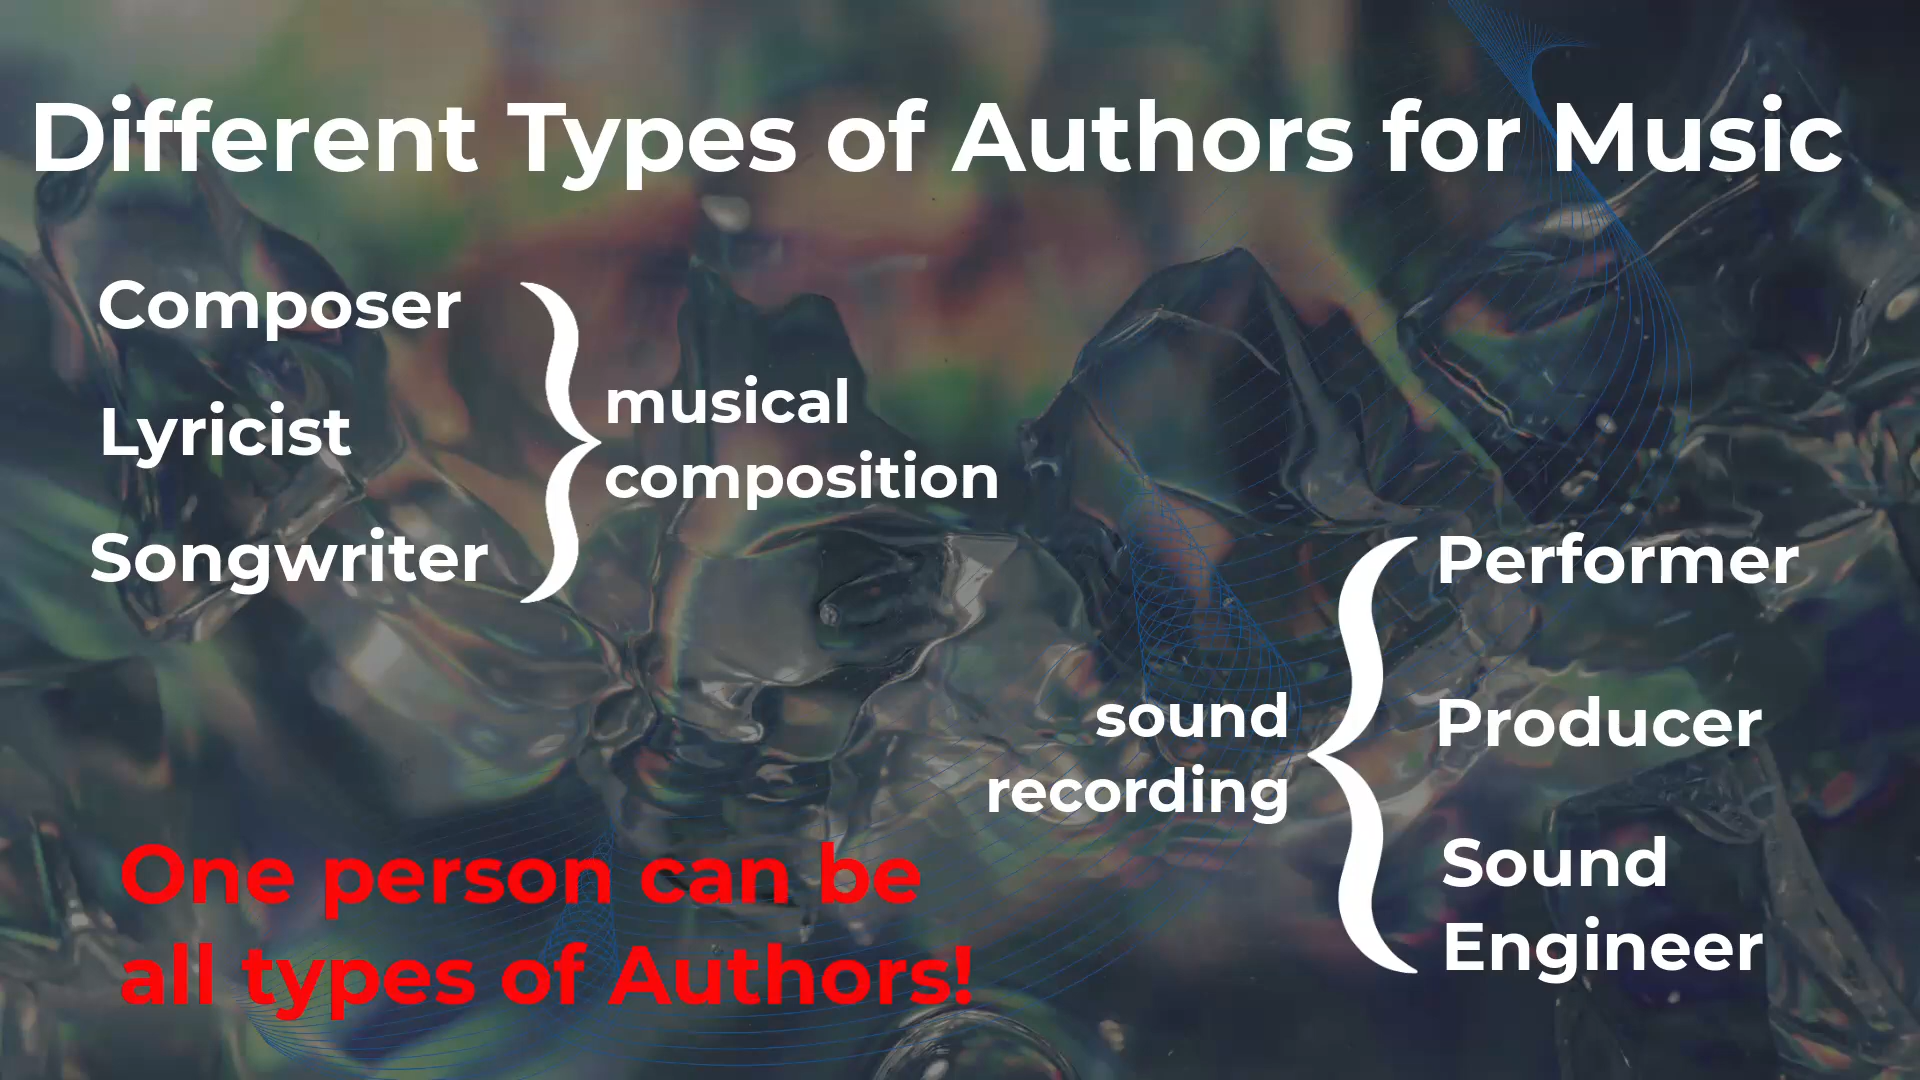 Different Types of Authors for Music
Composer
Lyricist
Songwriter
musical
composition
sound
recording
Performer
Producer
Sound
Engineer
One person can be
all types of Authors!